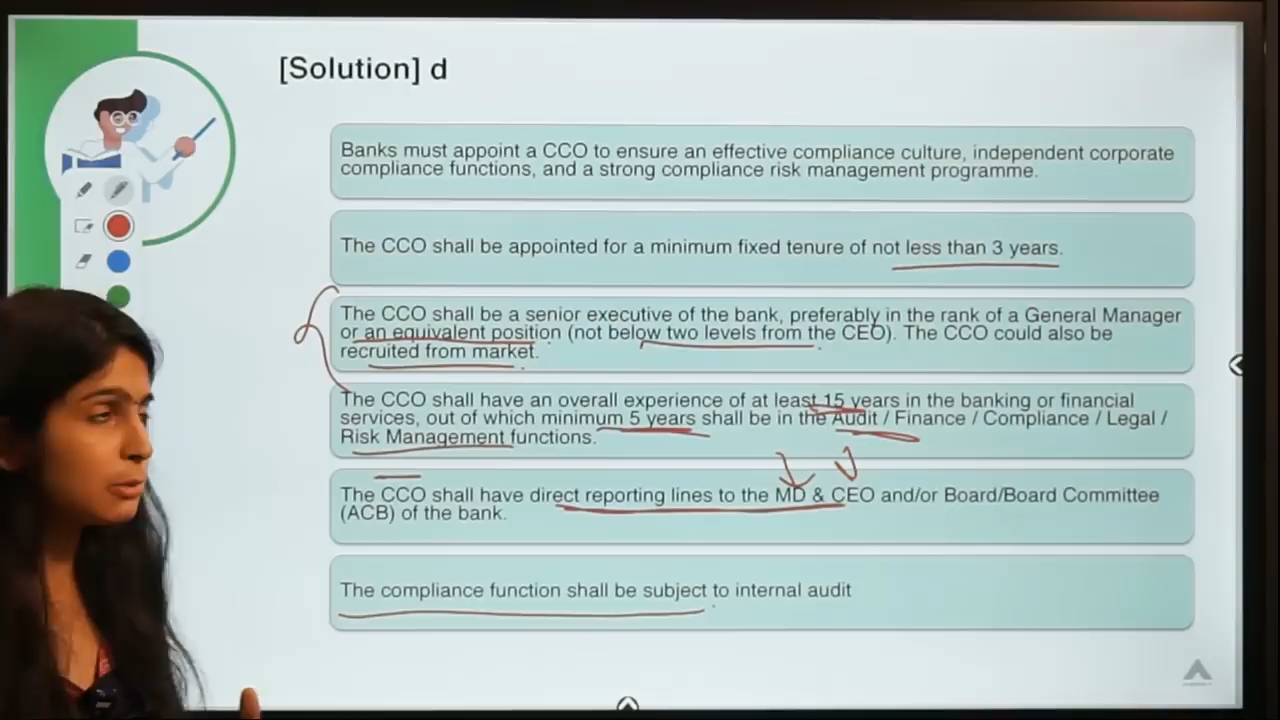 [Solution] d
Banks must appoint a CCO to ensure an effective compliance culture, independent corporate
compliance functions, and a strong compliance risk management programme.
The CCO shall be appointed for a minimum fixed tenure of not less than 3 years.
The CCO shall be a senior executive of the bank, preferably in the rank of a General Manager
or an equivalent position (not below two levels from the CEO). The CCO could also be
recruited from market.
The CCO shall have an overall experience of at least 15 years in the banking or financial
services, out of which minimum 5 years shall be in the Audit / Finance / Compliance / Legal /
Risk Management functions.
The CCO shall have direct reporting lines to the MD & CEO and/or Board/Board Committee
(ACB) of the bank.
The compliance function shall be subject to internal audit